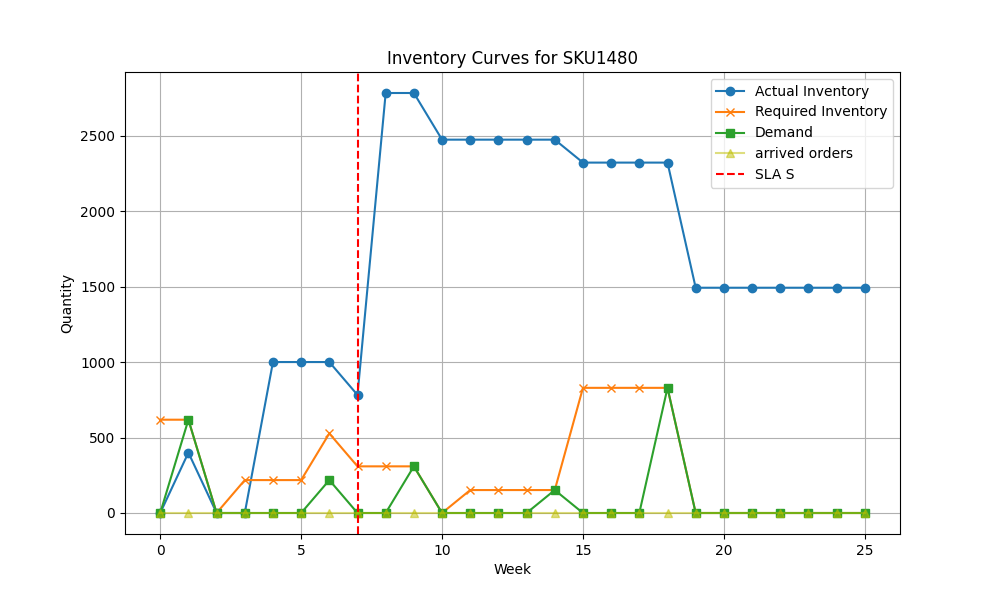 Inventory Curves for SKU1480
Actual Inventory
Required Inventory
Demand
arrived orders
SLA S
Quantity
2500
2000
1500
1000
500
0
0 5 10 15 20 25
Week